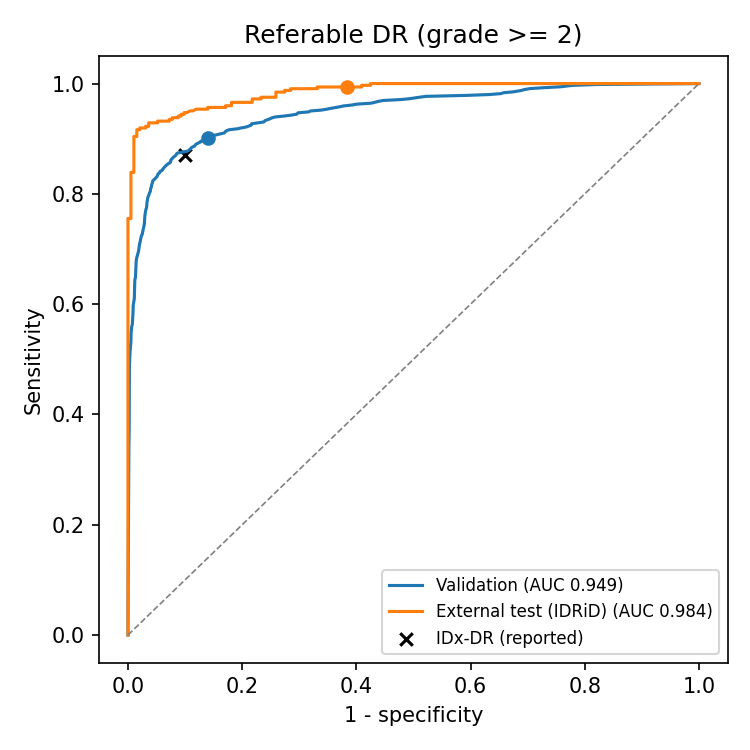 Referable DR (grade >= 2)
1.0
0.8
0.6
0.4
0.2
0.0
Sensitivity
0.0 0.2 0.4 0.6 0.8 1.0
1 - specificity
Validation (AUC 0.949)
External test (IDRiD) (AUC 0.984)
IDx-DR (reported)